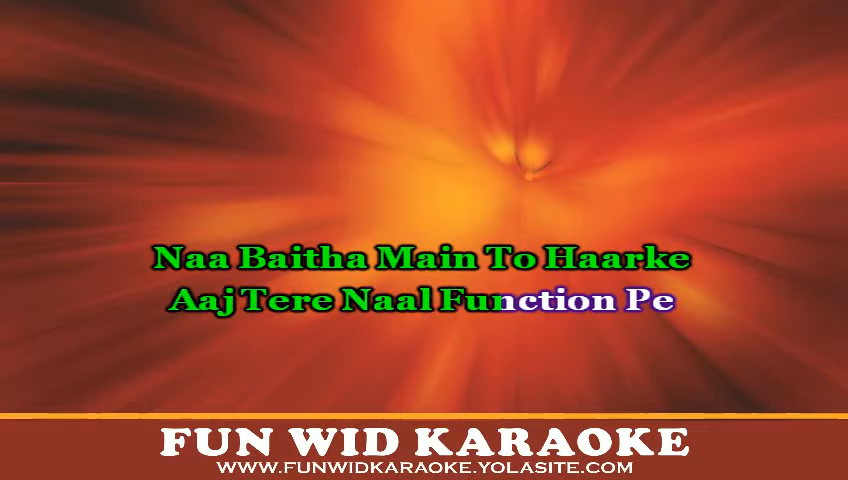 Naa Baitha Main To Haarke
Aaj Tere Naal Function Pe
FUN WID KARAOKE
WWW.FUNWIDKARAOKE.YOLASITE.COM